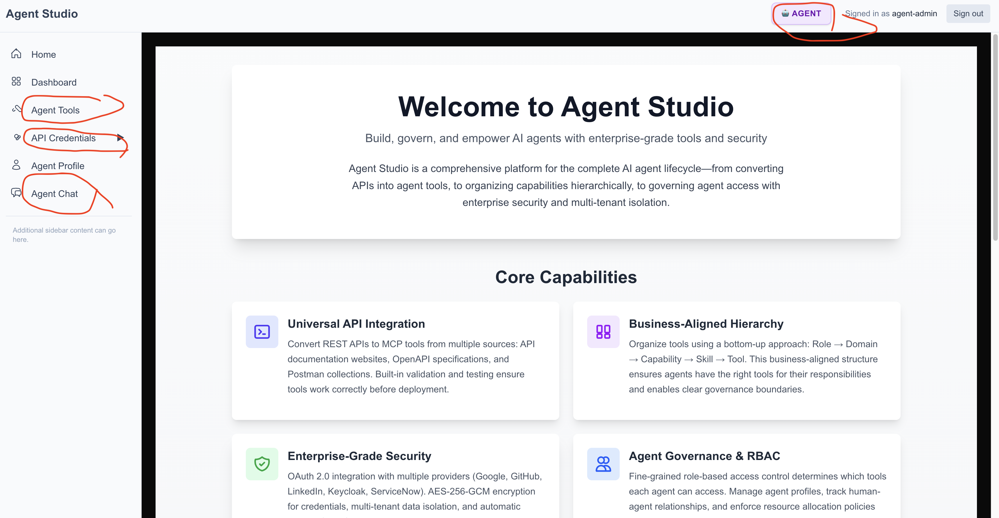 Agent Studio
AGENT
Signed in as agent-admin
Sign out
Home
Dashboard
Agent Tools
API Credentials
Agent Profile
Agent Chat
Additional sidebar content can go
here.
Welcome to Agent Studio
Build, govern, and empower AI agents with enterprise-grade tools and security
Agent Studio is a comprehensive platform for the complete AI agent lifecycle—from converting
APIs into agent tools, to organizing capabilities hierarchically, to governing agent access with
enterprise security and multi-tenant isolation.
Core Capabilities
Universal API Integration
Convert REST APIs to MCP tools from multiple sources: API
documentation websites, OpenAPI specifications, and
Postman collections. Built-in validation and testing ensure
tools work correctly before deployment.
Business-Aligned Hierarchy
Organize tools using a bottom-up approach: Role → Domain
→ Capability → Skill → Tool. This business-aligned structure
ensures agents have the right tools for their responsibilities
and enables clear governance boundaries.
Enterprise-Grade Security
OAuth 2.0 integration with multiple providers (Google, GitHub,
LinkedIn, Keycloak, ServiceNow). AES-256-GCM encryption
for credentials, multi-tenant data isolation, and automatic
Agent Governance & RBAC
Fine-grained role-based access control determines which tools
each agent can access. Manage agent profiles, track human-
agent relationships, and enforce resource allocation policies